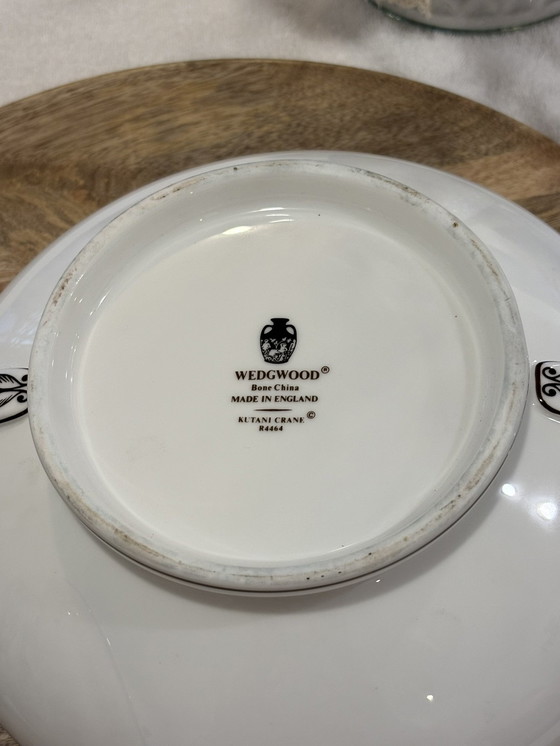 WEDGWOOD®
Bone China
MADE IN ENGLAND
KUTANI CRANE©
R4464